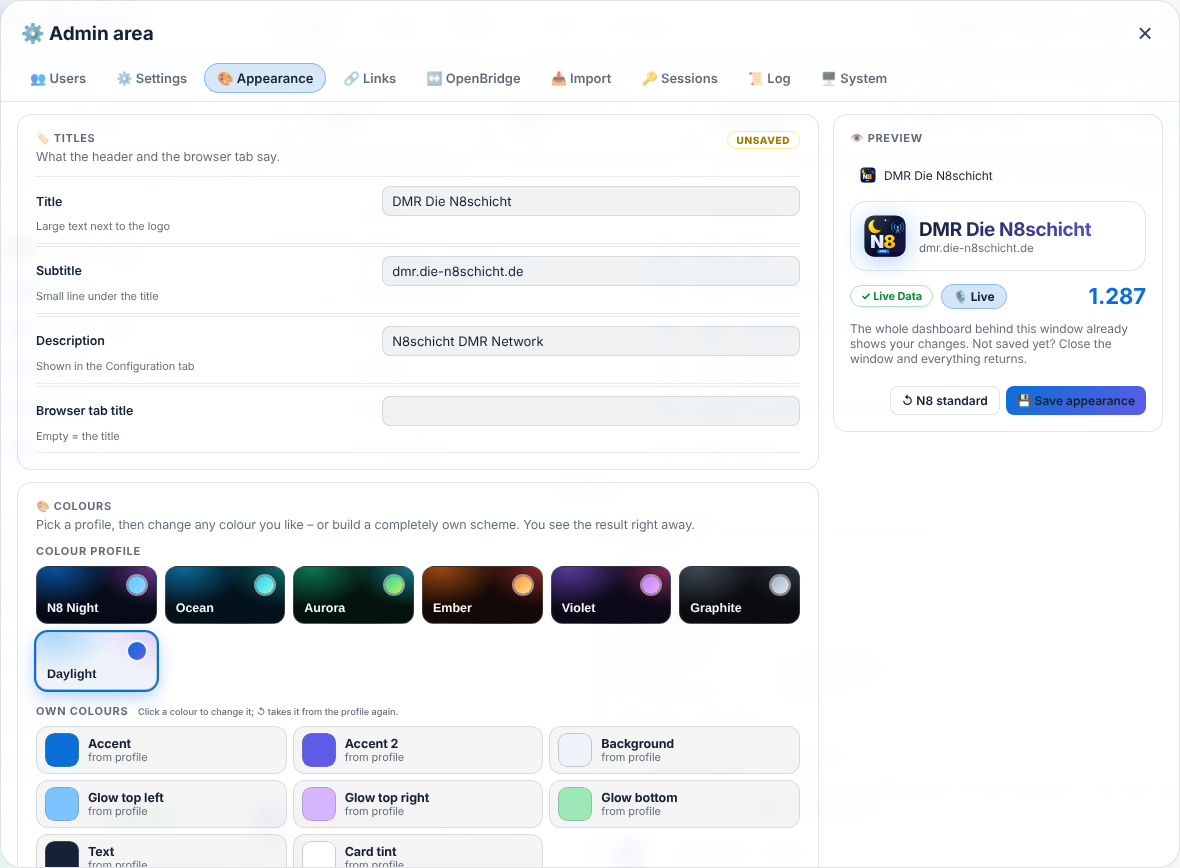 ⚙️ Admin area
✕
👥 Users
⚙️ Settings
🎨 Appearance
🔗 Links
↔️ OpenBridge
📥 Import
🔑 Sessions
📜 Log
🖥️ System
🏷️ TITLES
UNSAVED
What the header and the browser tab say.
Title
DMR Die N8schicht
Large text next to the logo
Subtitle
dmr.die-n8schicht.de
Small line under the title
Description
N8schicht DMR Network
Shown in the Configuration tab
Browser tab title
Empty = the title
🎨 COLOURS
Pick a profile, then change any colour you like – or build a completely own scheme. You see the result right away.
COLOUR PROFILE
N8 Night
Ocean
Aurora
Ember
Violet
Graphite
Daylight
OWN COLOURS Click a colour to change it; ↺ takes it from the profile again.
Accent
from profile
Accent 2
from profile
Background
from profile
Glow top left
from profile
Glow top right
from profile
Glow bottom
from profile
Text
from profile
Card tint
from profile
👁️ PREVIEW
N8 DMR Die N8schicht
N8
DMR Die N8schicht
dmr.die-n8schicht.de
✓ Live Data
🎙️ Live
1.287
The whole dashboard behind this window already
shows your changes. Not saved yet? Close the
window and everything returns.
↺ N8 standard
💾 Save appearance